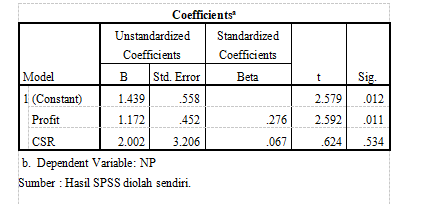 Coefficientsª
Unstandardized Coefficients Standardized Coefficients
Model B Std. Error Beta t Sig.
1 (Constant) 1.439 .558 2.579 .012
Profit 1.172 .452 .276 2.592 .011
CSR 2.002 3.206 .067 .624 .534
b. Dependent Variable: NP
Sumber : Hasil SPSS diolah sendiri.